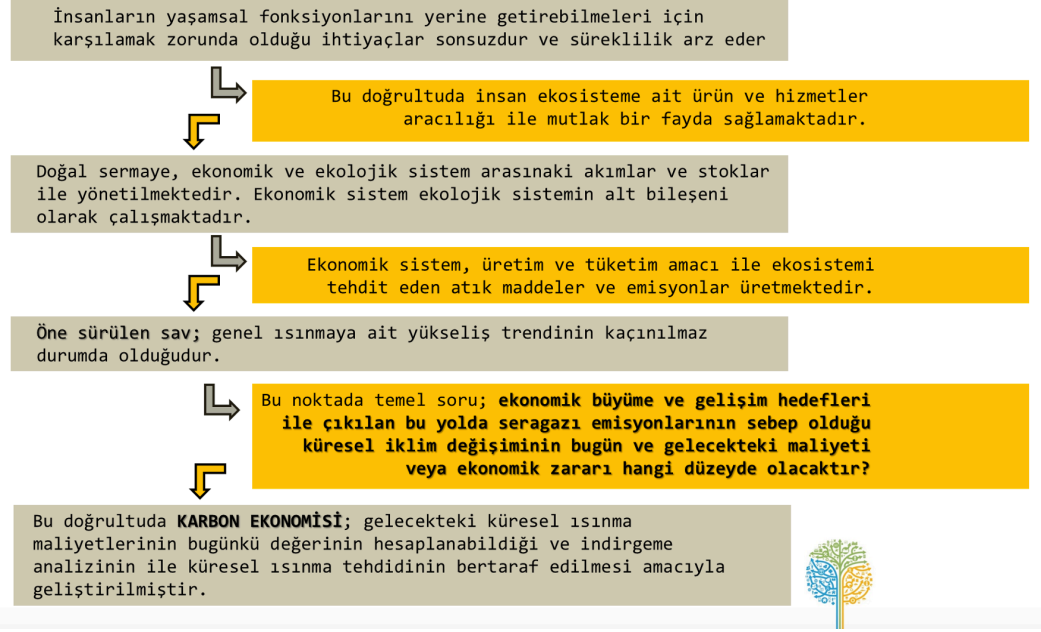 İnsanların yaşamsal fonksiyonlarını yerine getirebilmeleri için
karşılamak zorunda olduğu ihtiyaçlar sonsuzdur ve süreklilik arz eder
Bu doğrultuda insan ekosisteme ait ürün ve hizmetler
aracılığı ile mutlak bir fayda sağlamaktadır.
Doğal sermaye, ekonomik ve ekolojik sistem arasınaki akımlar ve stoklar
ile yönetilmektedir. Ekonomik sistem ekolojik sistemin alt bileşeni
olarak çalışmaktadır.
Ekonomik sistem, üretim ve tüketim amacı ile ekosistemi
tehdit eden atık maddeler ve emisyonlar üretmektedir.
Öne sürülen sav; genel ısınmaya ait yükseliş trendinin kaçınılmaz
durumda olduğudur.
Bu noktada temel soru; ekonomik büyüme ve gelişim hedefleri
ile çıkılan bu yolda seragazı emisyonlarının sebep olduğu
küresel iklim değişiminin bugün ve gelecekteki maliyeti
veya ekonomik zararı hangi düzeyde olacaktır?
Bu doğrultuda KARBON EKONOMİSİ; gelecekteki küresel ısınma
maliyetlerinin bugünkü değerinin hesaplanabildiği ve indirgeme
analizinin ile küresel ısınma tehdidinin bertaraf edilmesi amacıyla
geliştirilmiştir.